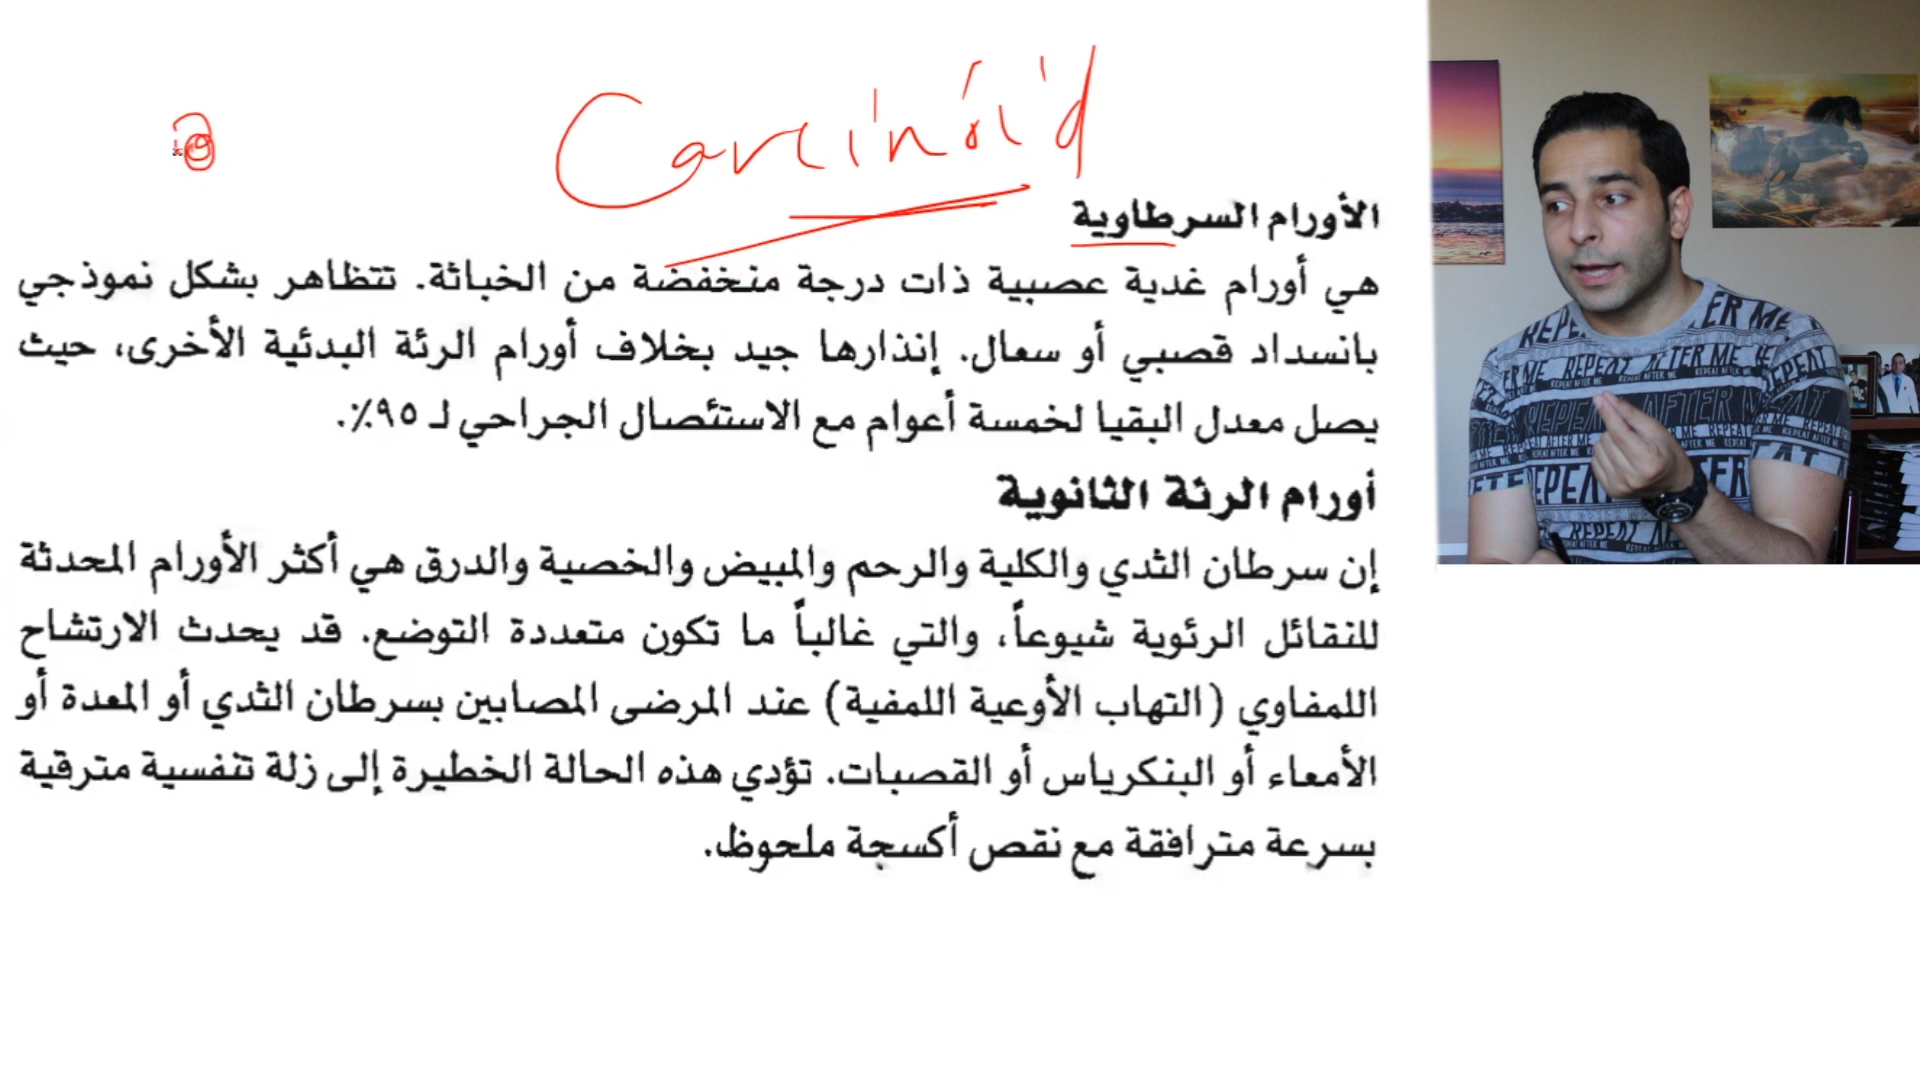 Carcinoid
الأورام السرطاوية
هي أورام غدية عصبية ذات درجة منخفضة من الخباثة. تتظاهر بشكل نموذجي
بانسداد قصبي أو سعال. إنذارها جيد بخلاف أورام الرئة البدئية الأخرى، حيث
يصل معدل البقيا لخمسة أعوام مع الاستئصال الجراحي لـ ٩٥٪.
أورام الرئة الثانوية
إن سرطان الثدي والكلية والرحم والمبيض والخصية والدرق هي أكثر الأورام المحدثة
للنقائل الرئوية شيوعاً، والتي غالباً ما تكون متعددة التوضع. قد يحدث الارتشاح
اللمفاوي (التهاب الأوعية اللمفية) عند المرضى المصابين بسرطان الثدي أو المعدة أو
الأمعاء أو البنكرياس أو القصبات. تؤدي هذه الحالة الخطيرة إلى زلة تنفسية مترقية
بسرعة مترافقة مع نقص أكسجة ملحوظ.
REPEAT AFTER ME